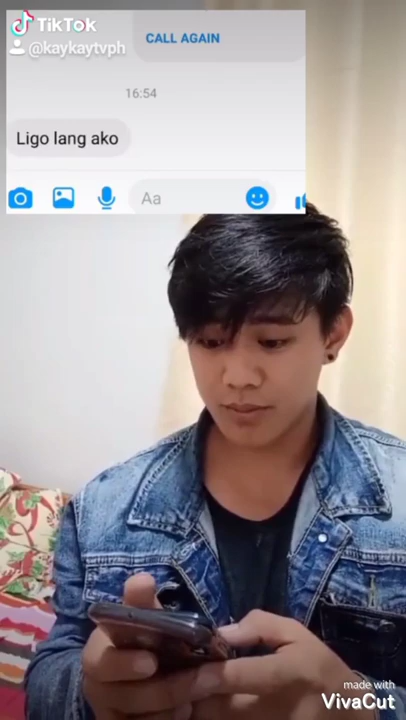 TikTok
@kaykaytvph
CALL AGAIN
16:54
Ligo lang ako
Aa
made with
VivaCut